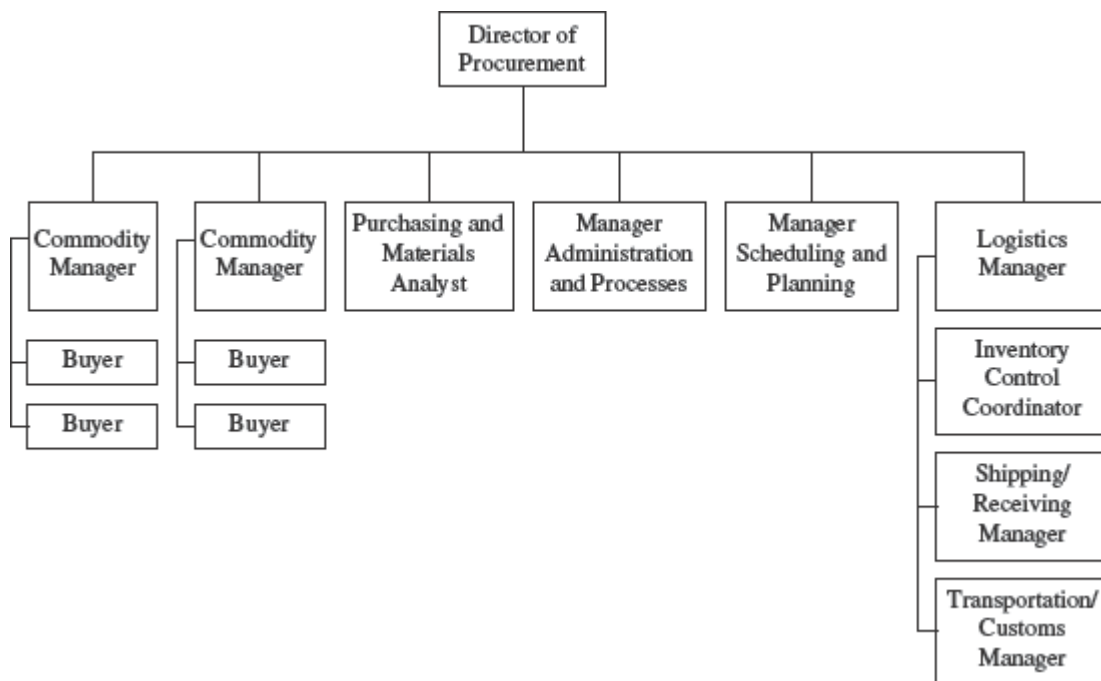 Director of
Procurement
Commodity
Manager
Commodity
Manager
Purchasing and
Materials
Analyst
Manager
Administration
and Processes
Manager
Scheduling and
Planning
Logistics
Manager
Buyer
Buyer
Buyer
Buyer
Inventory
Control
Coordinator
Shipping/
Receiving
Manager
Transportation/
Customs
Manager